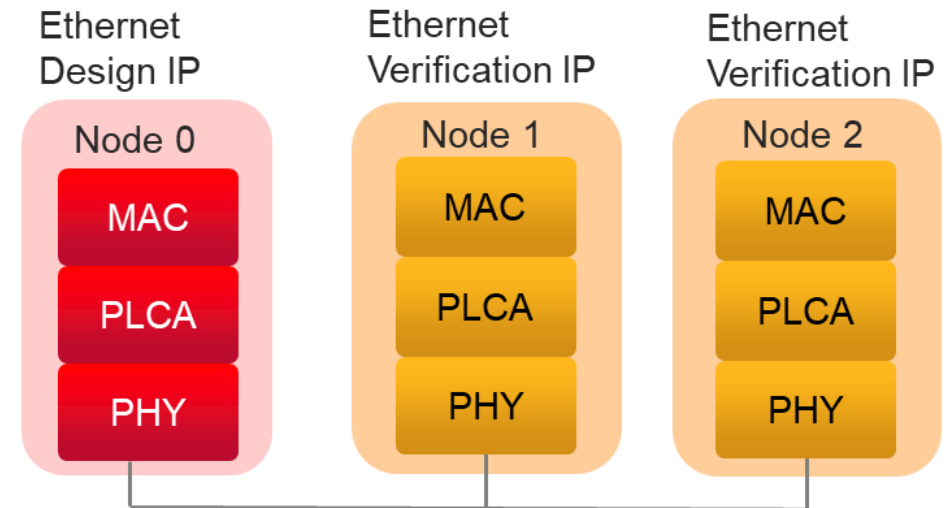 Ethernet
Design IP
Node 0
MAC
PLCA
PHY
Ethernet
Verification IP
Node 1
MAC
PLCA
PHY
Ethernet
Verification IP
Node 2
MAC
PLCA
PHY